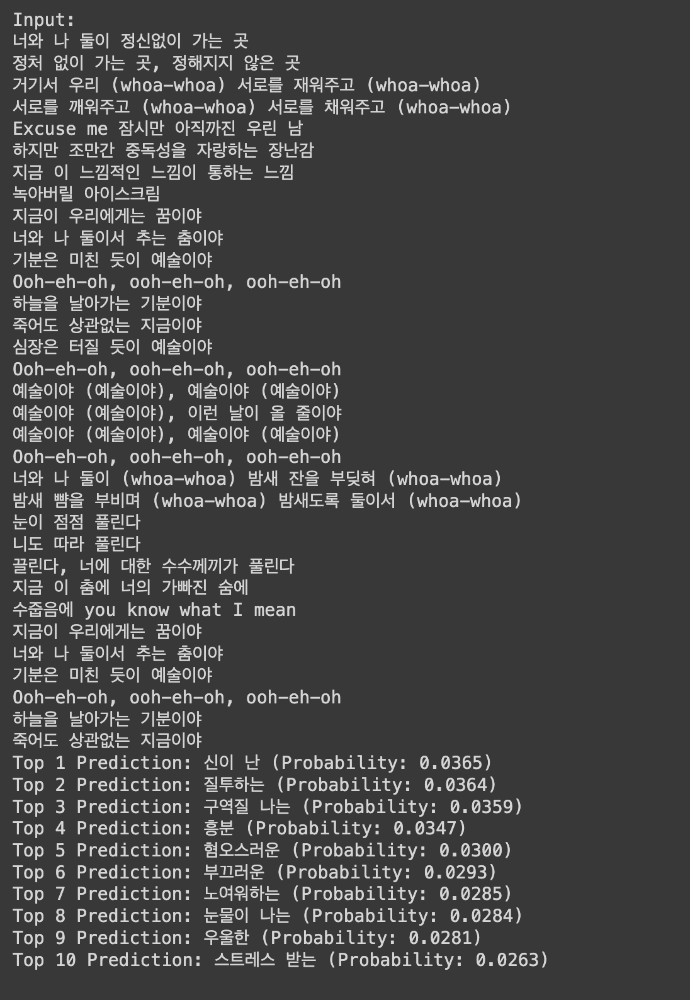 Input:
너와 나 둘이 정신없이 가는 곳
정처 없이 가는 곳, 정해지지 않은 곳
거기서 우리 (whoa-whoa) 서로를 재워주고 (whoa-whoa)
서로를 깨워주고 (whoa-whoa) 서로를 채워주고 (whoa-whoa)
Excuse me 잠시만 아직까진 우린 남
하지만 조만간 중독성을 자랑하는 장난감
지금 이 느낌적인 느낌이 통하는 느낌
녹아버릴 아이스크림
지금이 우리에게는 꿈이야
너와 나 둘이서 추는 춤이야
기분은 미친 듯이 예술이야
Ooh-eh-oh, ooh-eh-oh, ooh-eh-oh
하늘을 날아가는 기분이야
죽어도 상관없는 지금이야
심장은 터질 듯이 예술이야
Ooh-eh-oh, ooh-eh-oh, ooh-eh-oh
예술이야 (예술이야), 예술이야 (예술이야)
예술이야 (예술이야), 이런 날이 올 줄이야
예술이야 (예술이야), 예술이야 (예술이야)
Ooh-eh-oh, ooh-eh-oh, ooh-eh-oh
너와 나 둘이 (whoa-whoa) 밤새 잔을 부딪혀 (whoa-whoa)
밤새 뺨을 부비며 (whoa-whoa) 밤새도록 둘이서 (whoa-whoa)
눈이 점점 풀린다
니도 따라 풀린다
끌린다, 너에 대한 수수께끼가 풀린다
지금 이 춤에 너의 가빠진 숨에
수줍음에 you know what I mean
지금이 우리에게는 꿈이야
너와 나 둘이서 추는 춤이야
기분은 미친 듯이 예술이야
Ooh-eh-oh, ooh-eh-oh, ooh-eh-oh
하늘을 날아가는 기분이야
죽어도 상관없는 지금이야
Top 1 Prediction: 신이 난 (Probability: 0.0365)
Top 2 Prediction: 질투하는 (Probability: 0.0364)
Top 3 Prediction: 구역질 나는 (Probability: 0.0359)
Top 4 Prediction: 흥분 (Probability: 0.0347)
Top 5 Prediction: 혐오스러운 (Probability: 0.0300)
Top 6 Prediction: 부끄러운 (Probability: 0.0293)
Top 7 Prediction: 노여워하는 (Probability: 0.0285)
Top 8 Prediction: 눈물이 나는 (Probability: 0.0284)
Top 9 Prediction: 우울한 (Probability: 0.0281)
Top 10 Prediction: 스트레스 받는 (Probability: 0.0263)